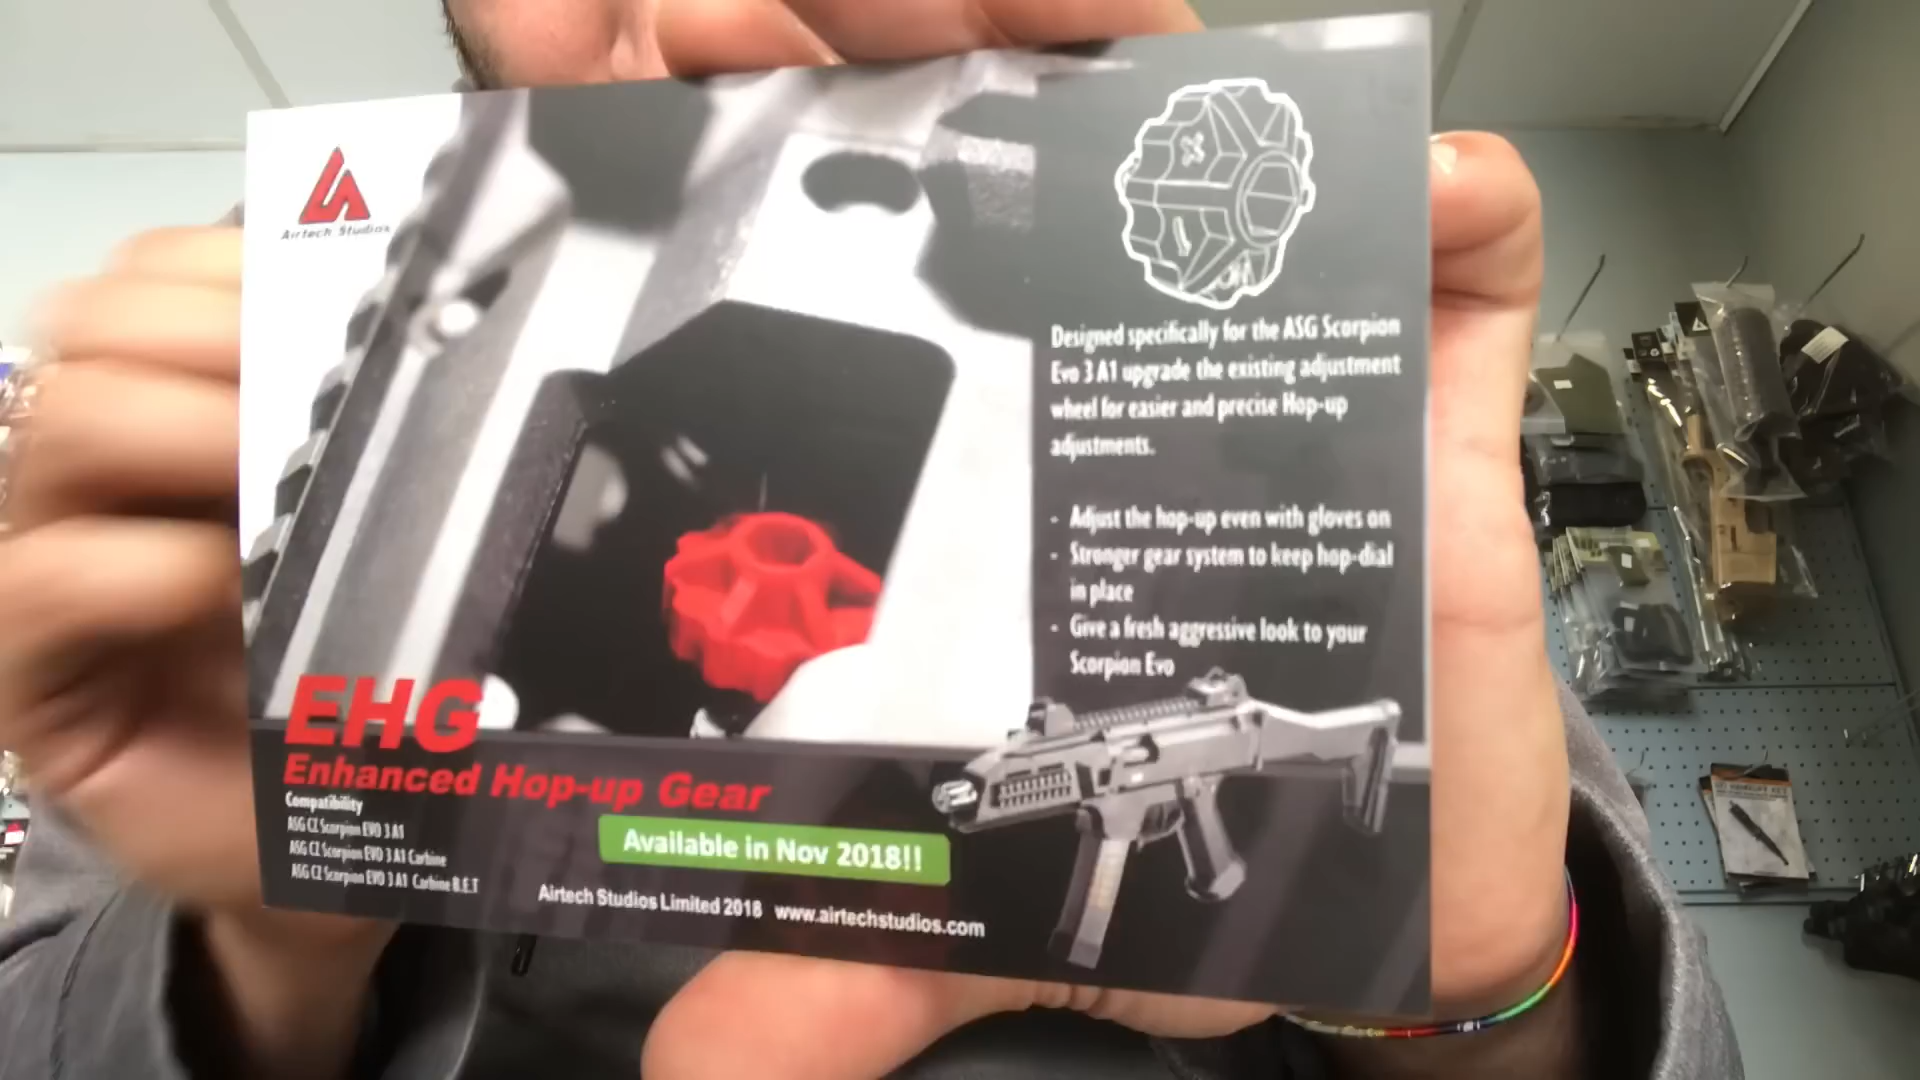 Airtech Studios
Designed specifically for the ASG Scorpion
Evo 3 A1 upgrade the existing adjustment
wheel for easier and precise Hop-up
adjustments.
- Adjust the hop-up even with gloves on
- Stronger gear system to keep hop-dial
in place
- Give a fresh aggressive look to your
Scorpion Evo
EHG
Enhanced Hop-up Gear
Compatibility
ASG CZ Scorpion EVO 3 A1
ASG CZ Scorpion EVO 3 A1 Carbine
ASG CZ Scorpion EVO 3 A1 Carbine B.E.T
Available in Nov 2018!!
Airtech Studios Limited 2018 www.airtechstudios.com